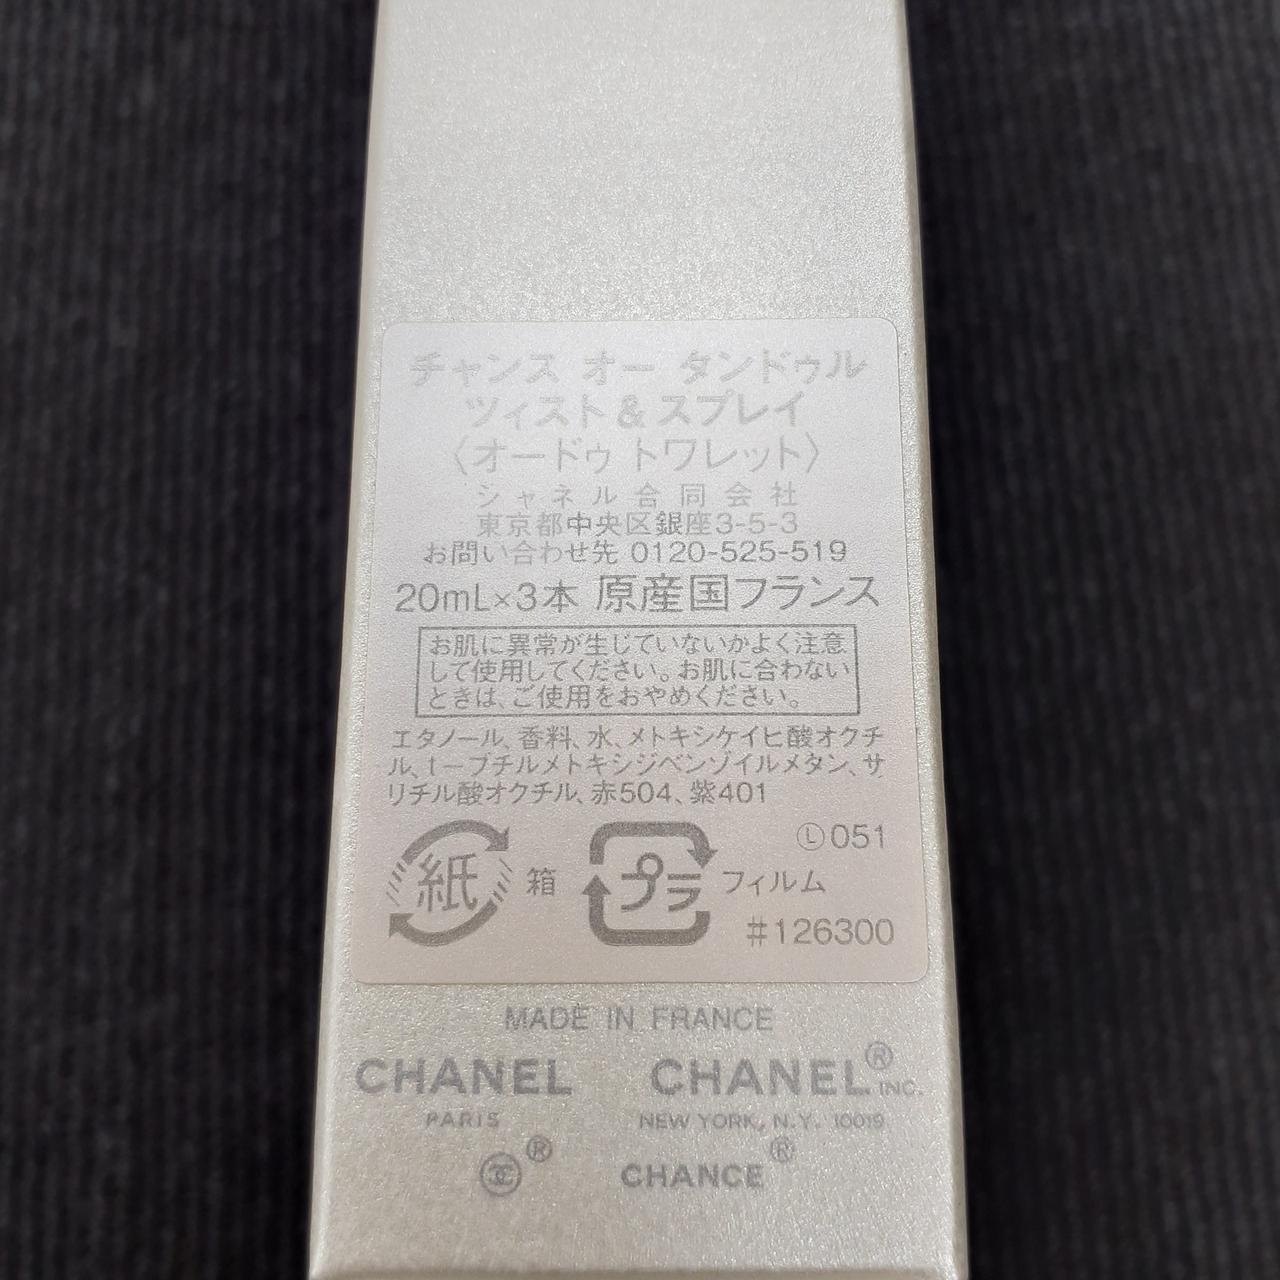 チャンス オー タンドゥル
ツィスト&スプレイ
〈オードゥ トワレット〉
シャネル合同会社
東京都中央区銀座3-5-3
お問い合わせ先 0120-525-519
20mL×3本 原産国フランス
お肌に異常が生じていないかよく注意
して使用してください。お肌に合わない
ときは、ご使用をおやめください。
エタノール、香料、水、メトキシケイヒ酸オクチ
ル、t-ブチルメトキシジベンゾイルメタン、サ
リチル酸オクチル、赤504、紫401
Ⓛ051
紙 箱 プラ フィルム
#126300
MADE IN FRANCE
CHANEL CHANEL® INC.
PARIS NEW YORK, N.Y. 10019
® CHANCE®